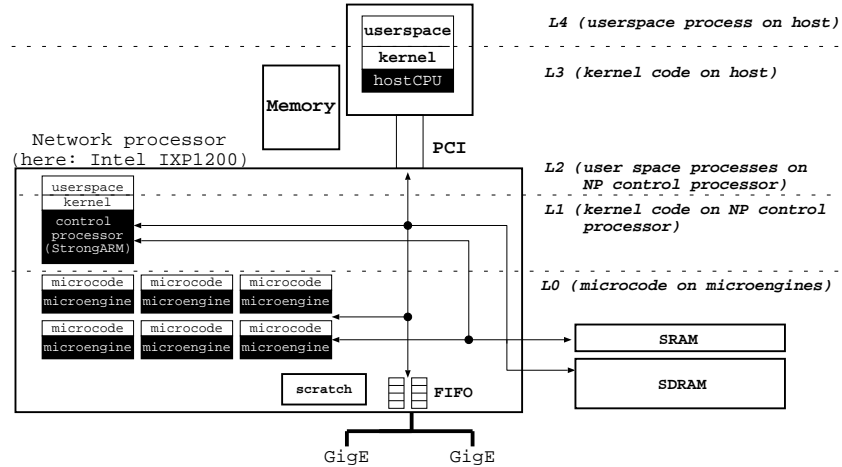 userspace
L4 (userspace process on host)
kernel
hostCPU
L3 (kernel code on host)
Memory
Network processor
(here: Intel IXP1200)
PCI
L2 (user space processes on
NP control processor)
userspace
kernel
L1 (kernel code on NP control
processor)
control
processor
(StrongARM)
L0 (microcode on microengines)
microcode microcode microcode
microengine microengine microengine
microcode microcode microcode
microengine microengine microengine
SRAM
SDRAM
scratch
FIFO
GigE GigE